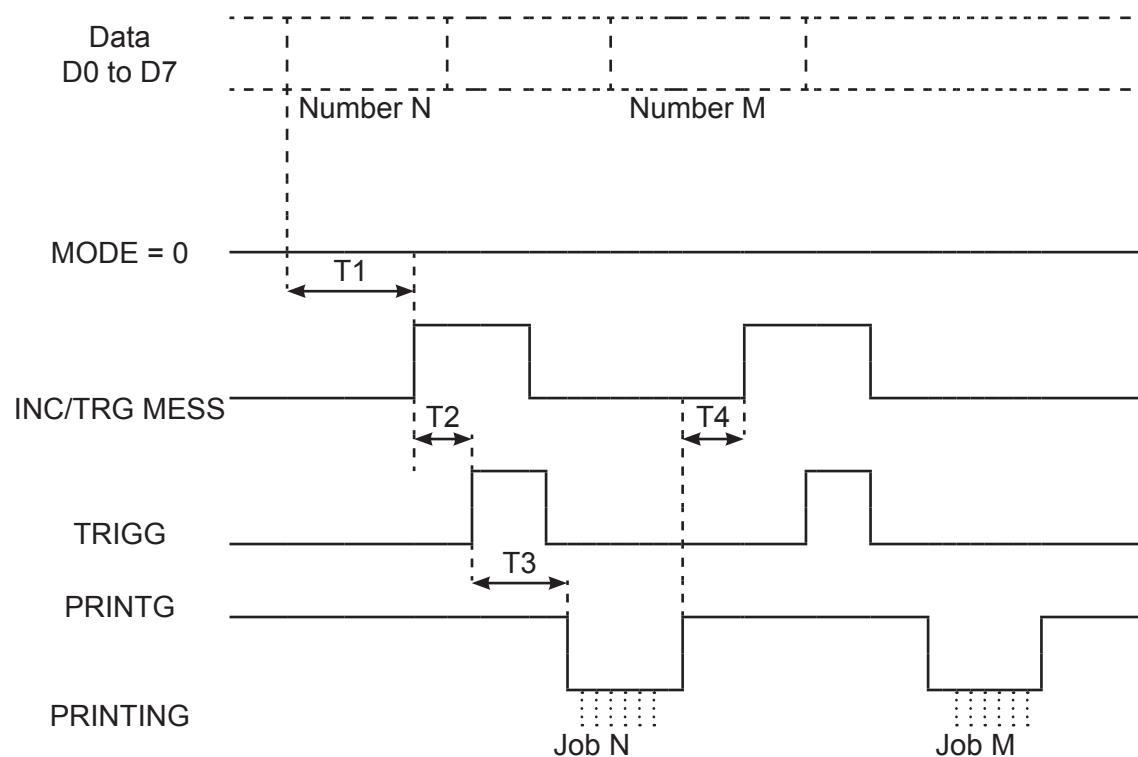 Data
D0 to D7
Number N
Number M
MODE = 0
T1
INC/TRG MESS
T2
T4
TRIGG
T3
PRINTG
PRINTING
Job N
Job M